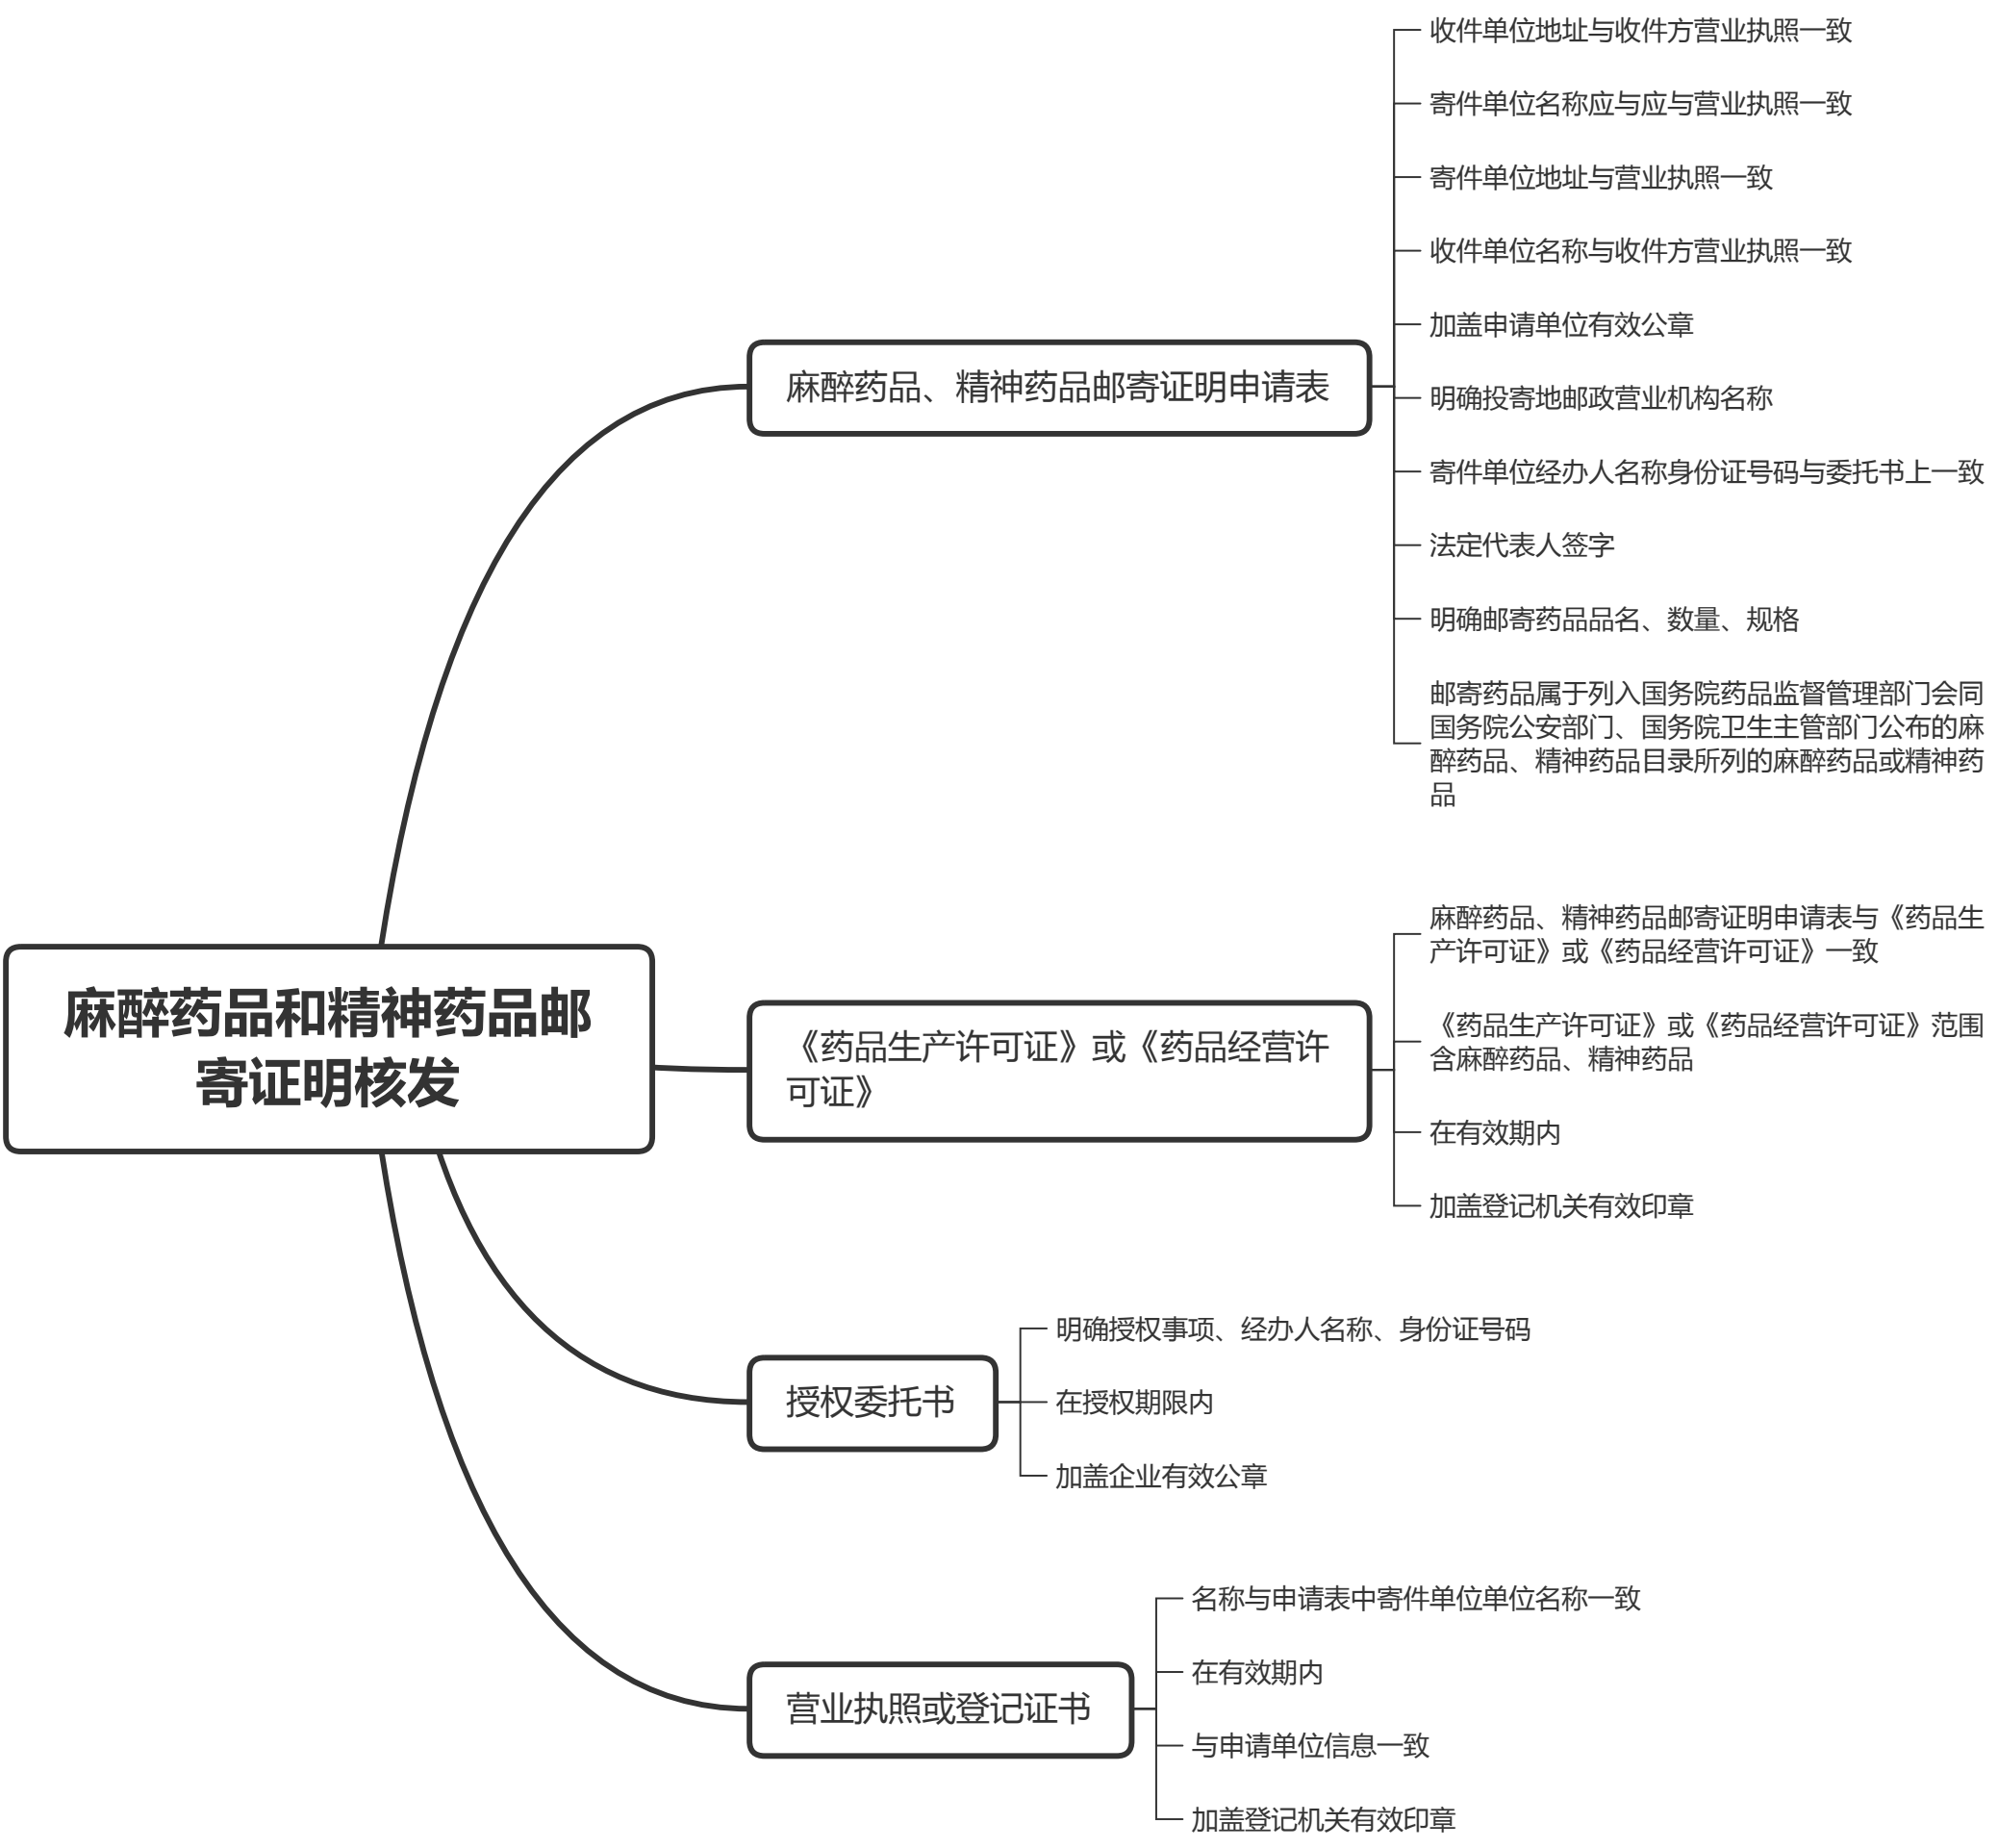 麻醉药品和精神药品邮
寄证明核发
麻醉药品、精神药品邮寄证明申请表
收件单位地址与收件方营业执照一致
寄件单位名称应与应与营业执照一致
寄件单位地址与营业执照一致
收件单位名称与收件方营业执照一致
加盖申请单位有效公章
明确投寄地邮政营业机构名称
寄件单位经办人名称身份证号码与委托书上一致
法定代表人签字
明确邮寄药品品名、数量、规格
邮寄药品属于列入国务院药品监督管理部门会同
国务院公安部门、国务院卫生主管部门公布的麻
醉药品、精神药品目录所列的麻醉药品或精神药
品
《药品生产许可证》或《药品经营许
可证》
麻醉药品、精神药品邮寄证明申请表与《药品生
产许可证》或《药品经营许可证》一致
《药品生产许可证》或《药品经营许可证》范围
含麻醉药品、精神药品
在有效期内
加盖登记机关有效印章
授权委托书
明确授权事项、经办人名称、身份证号码
在授权期限内
加盖企业有效公章
营业执照或登记证书
名称与申请表中寄件单位单位名称一致
在有效期内
与申请单位信息一致
加盖登记机关有效印章